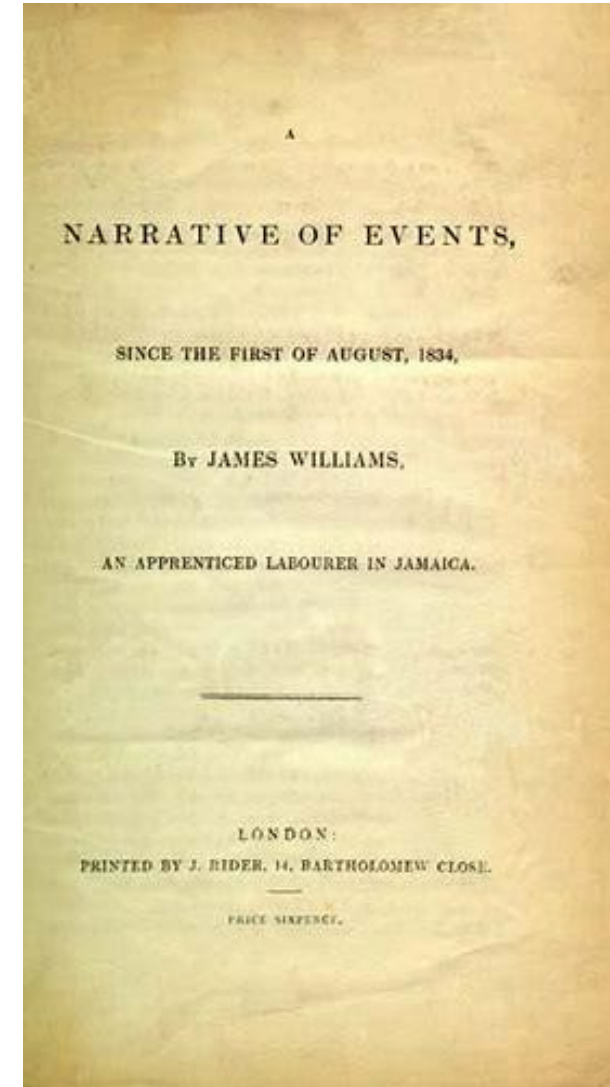 A
NARRATIVE OF EVENTS,
SINCE THE FIRST OF AUGUST, 1834,
By JAMES WILLIAMS,
AN APPRENTICED LABOURER IN JAMAICA.
LONDON:
PRINTED BY J. RIDER, 14, BARTHOLOMEW CLOSE.
PRICE SIXPENCE.